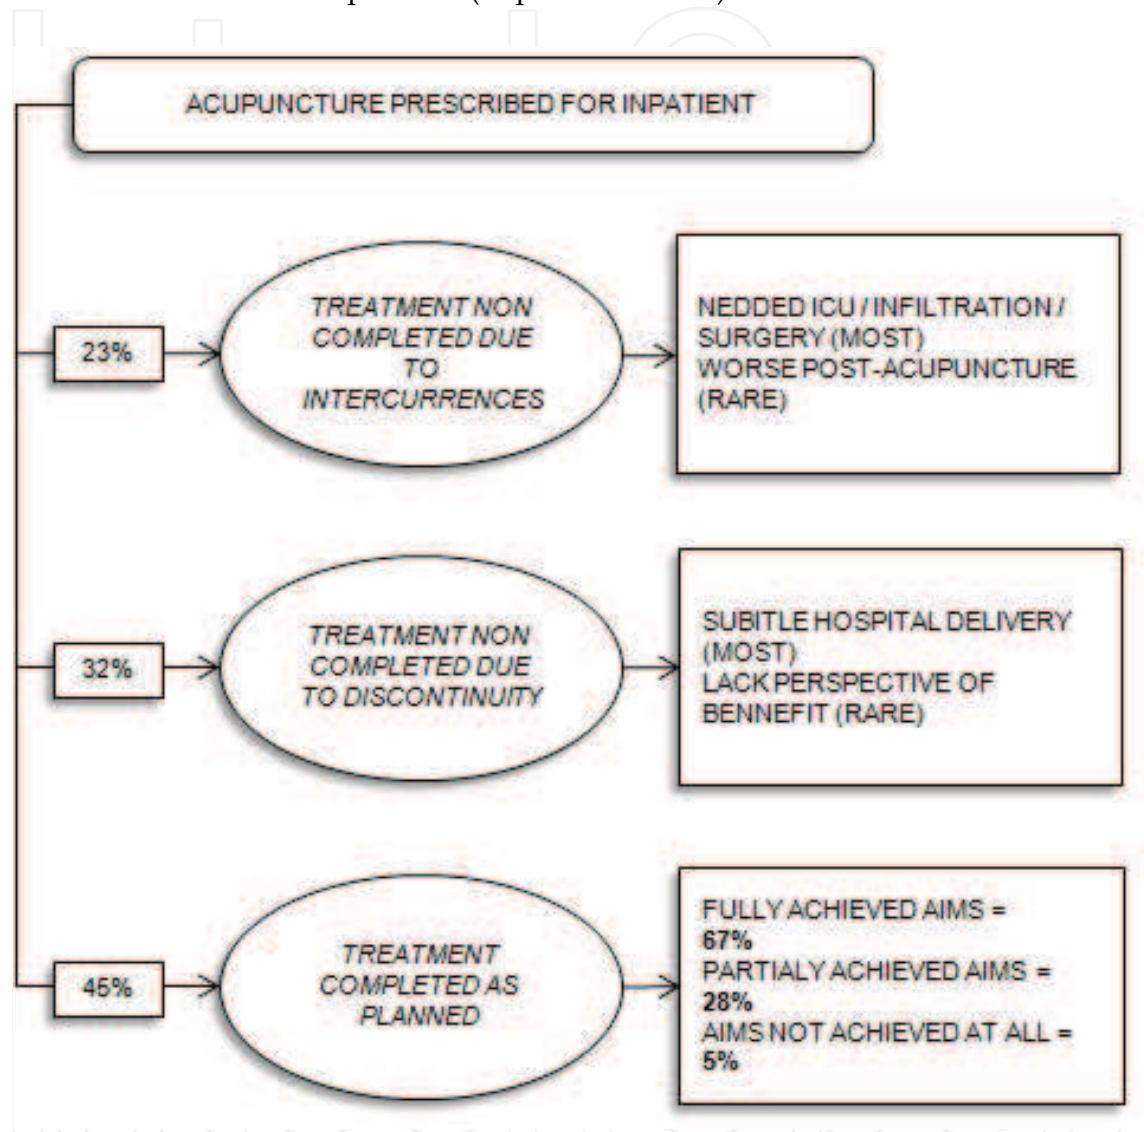 ACUPUNCTURE PRESCRIBED FOR INPATIENT
23%
TREATMENT NON
COMPLETED DUE
TO
INTERCURRENCES
NEDDED ICU / INFILTRATION /
SURGERY (MOST)
WORSE POST-ACUPUNCTURE
(RARE)
32%
TREATMENT NON
COMPLETED DUE
TO DISCONTINUITY
SUBITLE HOSPITAL DELIVERY
(MOST)
LACK PERSPECTIVE OF
BENNEFIT (RARE)
45%
TREATMENT
COMPLETED AS
PLANNED
FULLY ACHIEVED AIMS =
67%
PARTIALY ACHIEVED AIMS =
28%
AIMS NOT ACHIEVED AT ALL =
5%